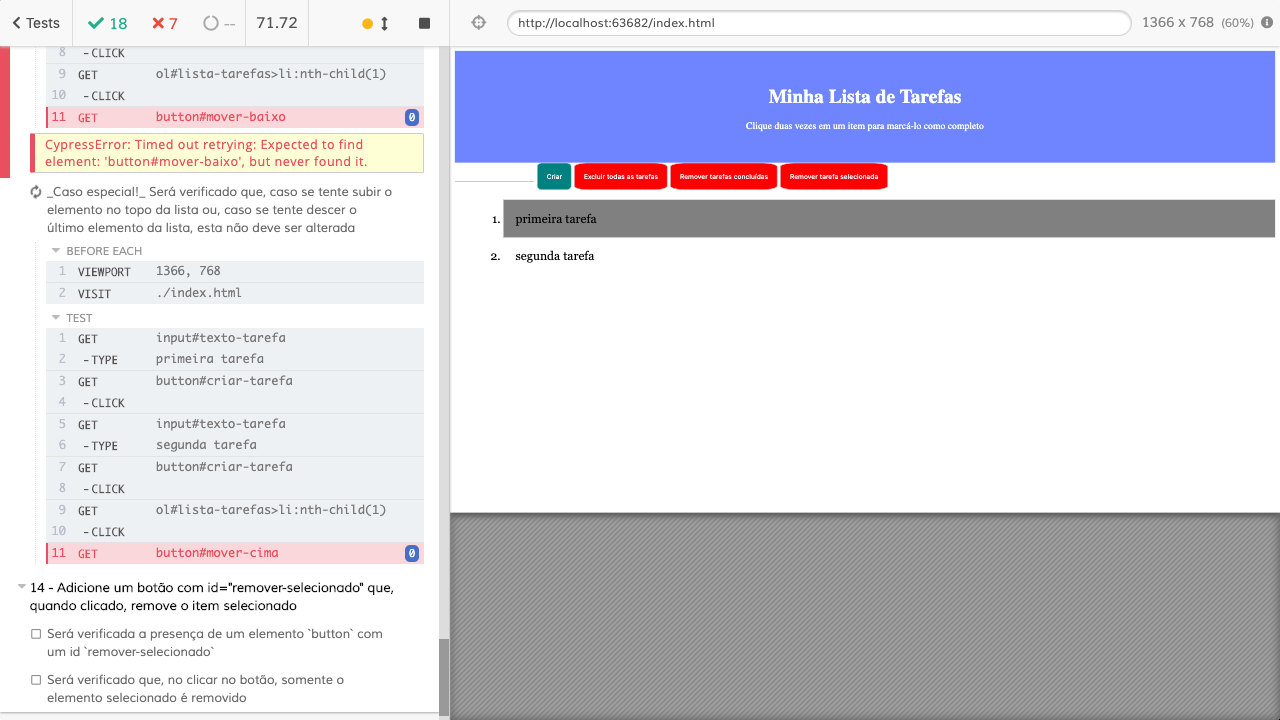 Tests 18 7 -- 71.72
8 -CLICK
9 GET ol#lista-tarefas>li:nth-child(1)
10 -CLICK
11 GET button#mover-baixo 0
CypressError: Timed out retrying: Expected to find
element: 'button#mover-baixo', but never found it.
_Caso especial!_ Será verificado que, caso se tente subir o
elemento no topo da lista ou, caso se tente descer o
último elemento da lista, esta não deve ser alterada
BEFORE EACH
1 VIEWPORT 1366, 768
2 VISIT ./index.html
TEST
1 GET input#texto-tarefa
2 -TYPE primeira tarefa
3 GET button#criar-tarefa
4 -CLICK
5 GET input#texto-tarefa
6 -TYPE segunda tarefa
7 GET button#criar-tarefa
8 -CLICK
9 GET ol#lista-tarefas>li:nth-child(1)
10 -CLICK
11 GET button#mover-cima 0
14 - Adicione um botão com id="remover-selecionado" que,
quando clicado, remove o item selecionado
Será verificada a presença de um elemento `button` com
um id `remover-selecionado`
Será verificado que, no clicar no botão, somente o
elemento selecionado é removido
http://localhost:63682/index.html 1366 x 768 (60%)
Minha Lista de Tarefas
Clique duas vezes em um item para marcá-lo como completo
Criar Excluir todas as tarefas Remover tarefas concluídas Remover tarefa selecionada
1. primeira tarefa
2. segunda tarefa